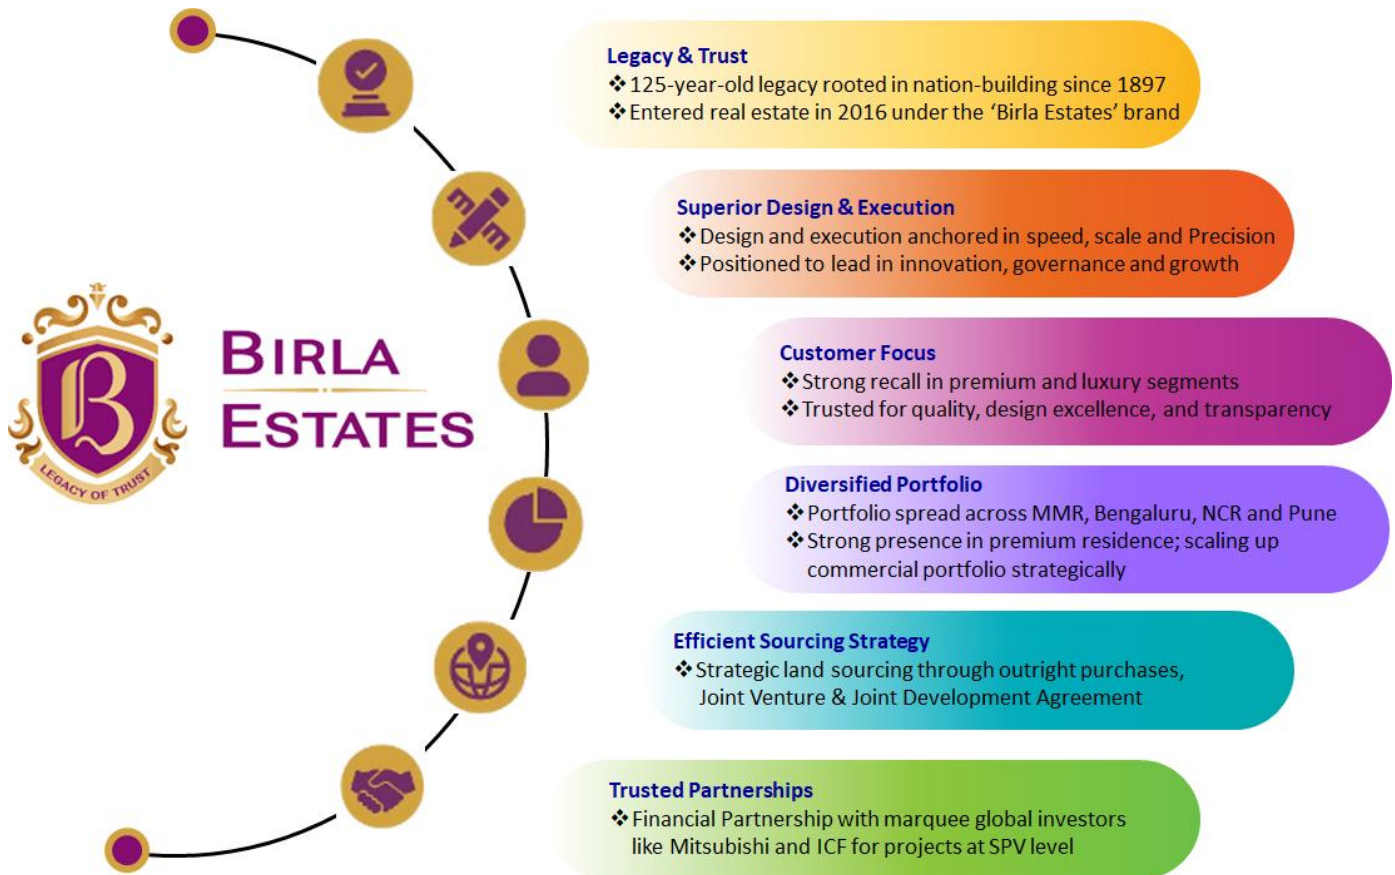 BIRLA
ESTATES
B
LEGACY OF TRUST
Legacy & Trust
❖125-year-old legacy rooted in nation-building since 1897
❖Entered real estate in 2016 under the ‘Birla Estates’ brand
Superior Design & Execution
❖Design and execution anchored in speed, scale and Precision
❖Positioned to lead in innovation, governance and growth
Customer Focus
❖Strong recall in premium and luxury segments
❖Trusted for quality, design excellence, and transparency
Diversified Portfolio
❖Portfolio spread across MMR, Bengaluru, NCR and Pune
❖Strong presence in premium residence; scaling up
commercial portfolio strategically
Efficient Sourcing Strategy
❖Strategic land sourcing through outright purchases,
Joint Venture & Joint Development Agreement
Trusted Partnerships
❖Financial Partnership with marquee global investors
like Mitsubishi and ICF for projects at SPV level